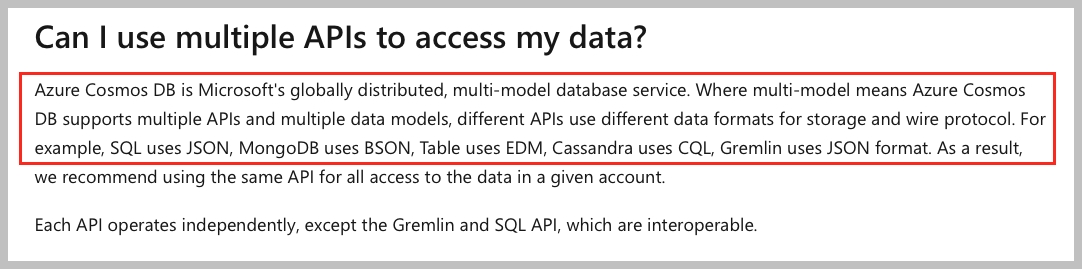 Can I use multiple APIs to access my data?
Azure Cosmos DB is Microsoft's globally distributed, multi-model database service. Where multi-model means Azure Cosmos
DB supports multiple APIs and multiple data models, different APIs use different data formats for storage and wire protocol. For
example, SQL uses JSON, MongoDB uses BSON, Table uses EDM, Cassandra uses CQL, Gremlin uses JSON format. As a result,
we recommend using the same API for all access to the data in a given account.
Each API operates independently, except the Gremlin and SQL API, which are interoperable.